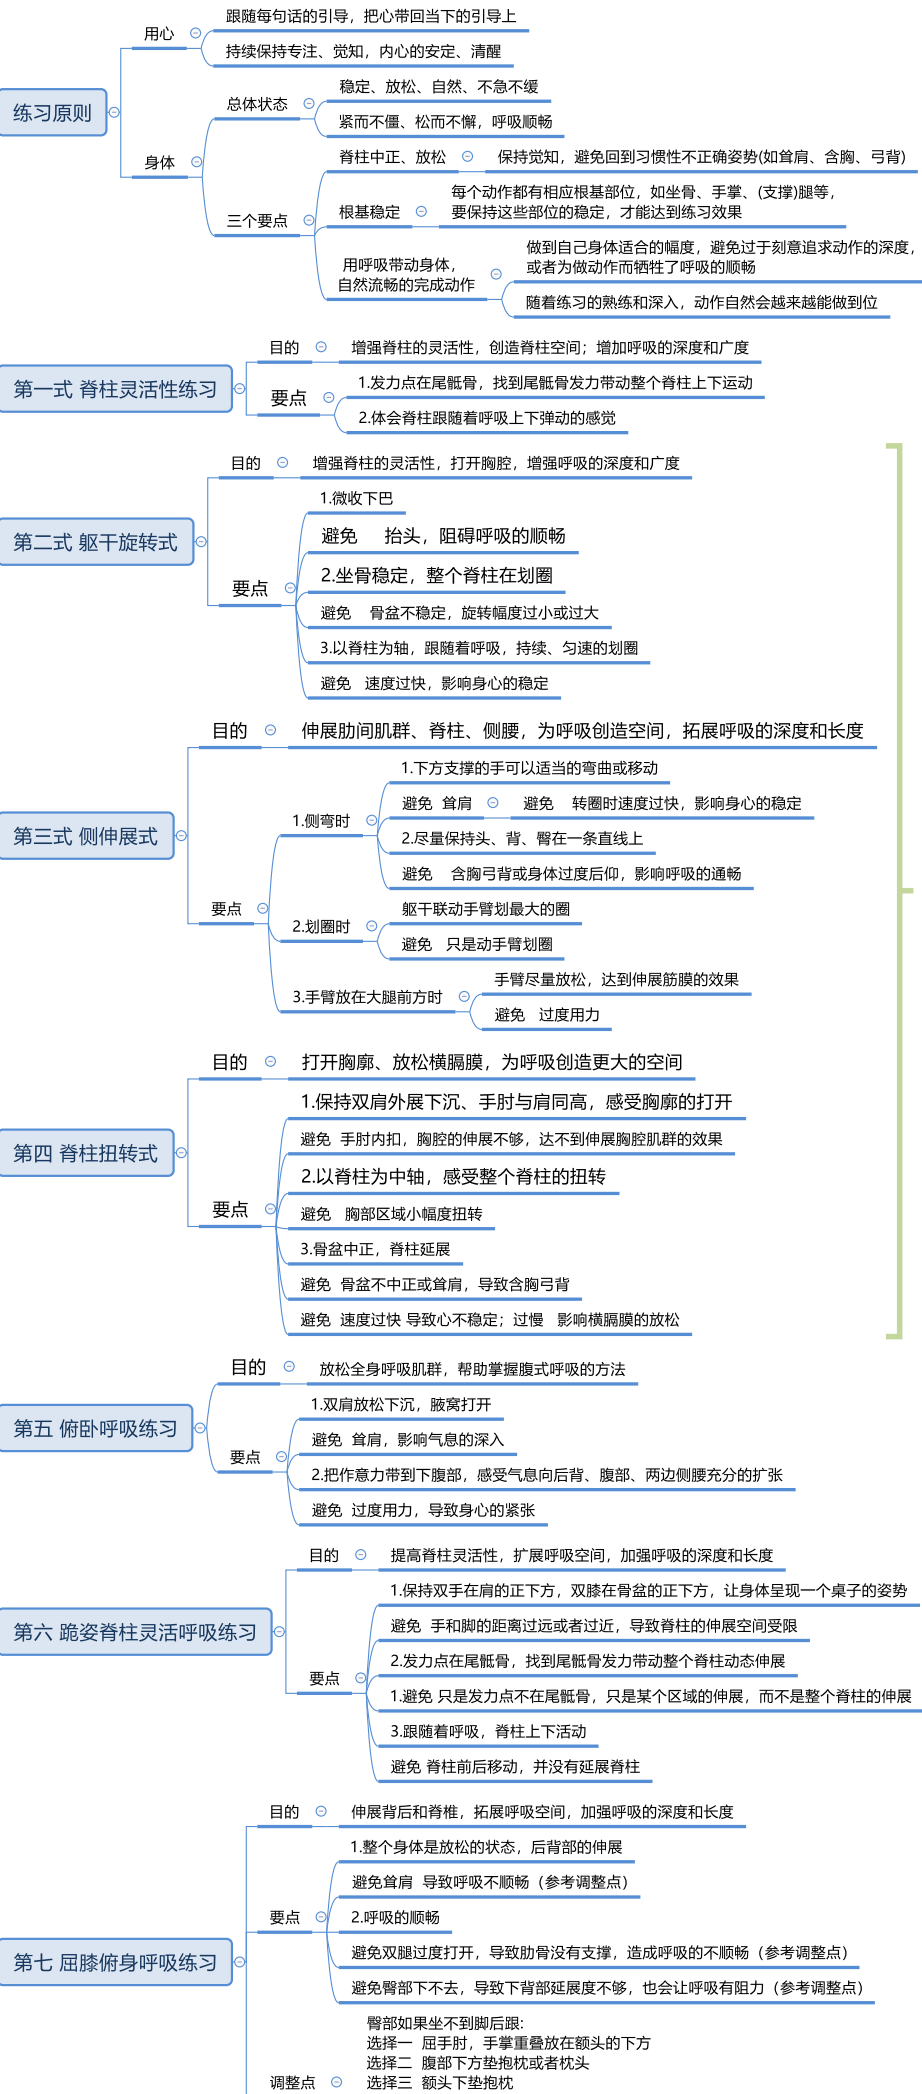 练习原则
用心
跟随每句话的引导，把心带回当下的引导上
持续保持专注、觉知，内心的安定、清醒
身体
总体状态
稳定、放松、自然、不急不缓
紧而不僵、松而不懈，呼吸顺畅
三个要点
脊柱中正、放松
保持觉知，避免回到习惯性不正确姿势(如耸肩、含胸、弓背)
根基稳定
每个动作都有相应根基部位，如坐骨、手掌、(支撑)腿等，
要保持这些部位的稳定，才能达到练习效果
用呼吸带动身体，
自然流畅的完成动作
做到自己身体适合的幅度，避免过于刻意追求动作的深度，
或者为做动作而牺牲了呼吸的顺畅
随着练习的熟练和深入，动作自然会越来越能做到位
第一式 脊柱灵活性练习
目的
增强脊柱的灵活性，创造脊柱空间；增加呼吸的深度和广度
要点
1.发力点在尾骶骨，找到尾骶骨发力带动整个脊柱上下运动
2.体会脊柱跟随着呼吸上下弹动的感觉
第二式 躯干旋转式
目的
增强脊柱的灵活性，打开胸腔，增强呼吸的深度和广度
要点
1.微收下巴
避免 抬头，阻碍呼吸的顺畅
2.坐骨稳定，整个脊柱在划圈
避免 骨盆不稳定，旋转幅度过小或过大
3.以脊柱为轴，跟随着呼吸，持续、匀速的划圈
避免 速度过快，影响身心的稳定
第三式 侧伸展式
目的
伸展肋间肌群、脊柱、侧腰，为呼吸创造空间，拓展呼吸的深度和长度
要点
1.侧弯时
1.下方支撑的手可以适当的弯曲或移动
避免 耸肩
避免 转圈时速度过快，影响身心的稳定
2.尽量保持头、背、臀在一条直线上
避免 含胸弓背或身体过度后仰，影响呼吸的通畅
2.划圈时
躯干联动手臂划最大的圈
避免 只是动手臂划圈
3.手臂放在大腿前方时
手臂尽量放松，达到伸展筋膜的效果
避免 过度用力
第四 脊柱扭转式
目的
打开胸廓、放松横膈膜，为呼吸创造更大的空间
要点
1.保持双肩外展下沉、手肘与肩同高，感受胸廓的打开
避免 手肘内扣，胸腔的伸展不够，达不到伸展胸腔肌群的效果
2.以脊柱为中轴，感受整个脊柱的扭转
避免 胸部区域小幅度扭转
3.骨盆中正，脊柱延展
避免 骨盆不中正或耸肩，导致含胸弓背
避免 速度过快 导致心不稳定；过慢 影响横膈膜的放松
第五 俯卧呼吸练习
目的
放松全身呼吸肌群，帮助掌握腹式呼吸的方法
要点
1.双肩放松下沉，腋窝打开
避免 耸肩，影响气息的深入
2.把作意力带到下腹部，感受气息向后背、腹部、两边侧腰充分的扩张
避免 过度用力，导致身心的紧张
第六 跪姿脊柱灵活呼吸练习
目的
提高脊柱灵活性，扩展呼吸空间，加强呼吸的深度和长度
要点
1.保持双手在肩的正下方，双膝在骨盆的正下方，让身体呈现一个桌子的姿势
避免 手和脚的距离过远或者过近，导致脊柱的伸展空间受限
2.发力点在尾骶骨，找到尾骶骨发力带动整个脊柱动态伸展
1.避免 只是发力点不在尾骶骨，只是某个区域的伸展，而不是整个脊柱的伸展
3.跟随着呼吸，脊柱上下活动
避免 脊柱前后移动，并没有延展脊柱
第七 屈膝俯身呼吸练习
目的
伸展背后和脊椎，拓展呼吸空间，加强呼吸的深度和长度
要点
1.整个身体是放松的状态，后背部的伸展
避免耸肩 导致呼吸不顺畅（参考调整点）
2.呼吸的顺畅
避免双腿过度打开，导致肋骨没有支撑，造成呼吸的不顺畅（参考调整点）
避免臀部下不去，导致下背部延展度不够，也会让呼吸有阻力（参考调整点）
调整点
臀部如果坐不到脚后跟:
选择一 屈手肘，手掌重叠放在额头的下方
选择二 腹部下方垫抱枕或者枕头
选择三 额头下垫抱枕